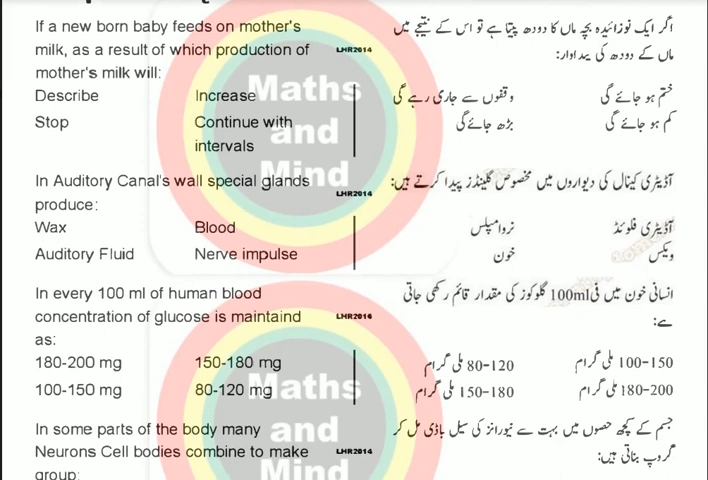 If a new born baby feeds on mother's
milk, as a result of which production of
mother's milk will:
LHR2014
اگر ایک نوزائیدہ بچہ ماں کا دودھ پیتا ہے تو اس کے نتیجے میں
ماں کے دودھ کی پیداوار:
Describe Increase
وقفوں سے جاری رہے گی ختم ہو جائے گی
Stop Continue with
intervals
بڑھ جائے گی کم ہو جائے گی
In Auditory Canal's wall special glands
produce:
LHR2014
آڈیٹری کینال کی دیواروں میں مخصوص گلینڈز پیدا کرتے ہیں:
Wax Blood
نروامپلس آڈیٹری فلوئڈ
Auditory Fluid Nerve impulse
خون ویکس
In every 100 ml of human blood
concentration of glucose is maintaind
as:
LHR2014
انسانی خون میں فی100ml گلوکوز کی مقدار قائم رکھی جاتی
ہے:
180-200 mg 150-180 mg
80-120 ملی گرام 100-150 ملی گرام
100-150 mg 80-120 mg
150-180 ملی گرام 180-200 ملی گرام
In some parts of the body many
Neurons Cell bodies combine to make
group:
LHR2014
جسم کے کچھ حصوں میں بہت سے نیورانز کی سیل باڈی مل کر
گروپ بناتی ہیں:
Maths
and
Mind
Maths
and
Mind